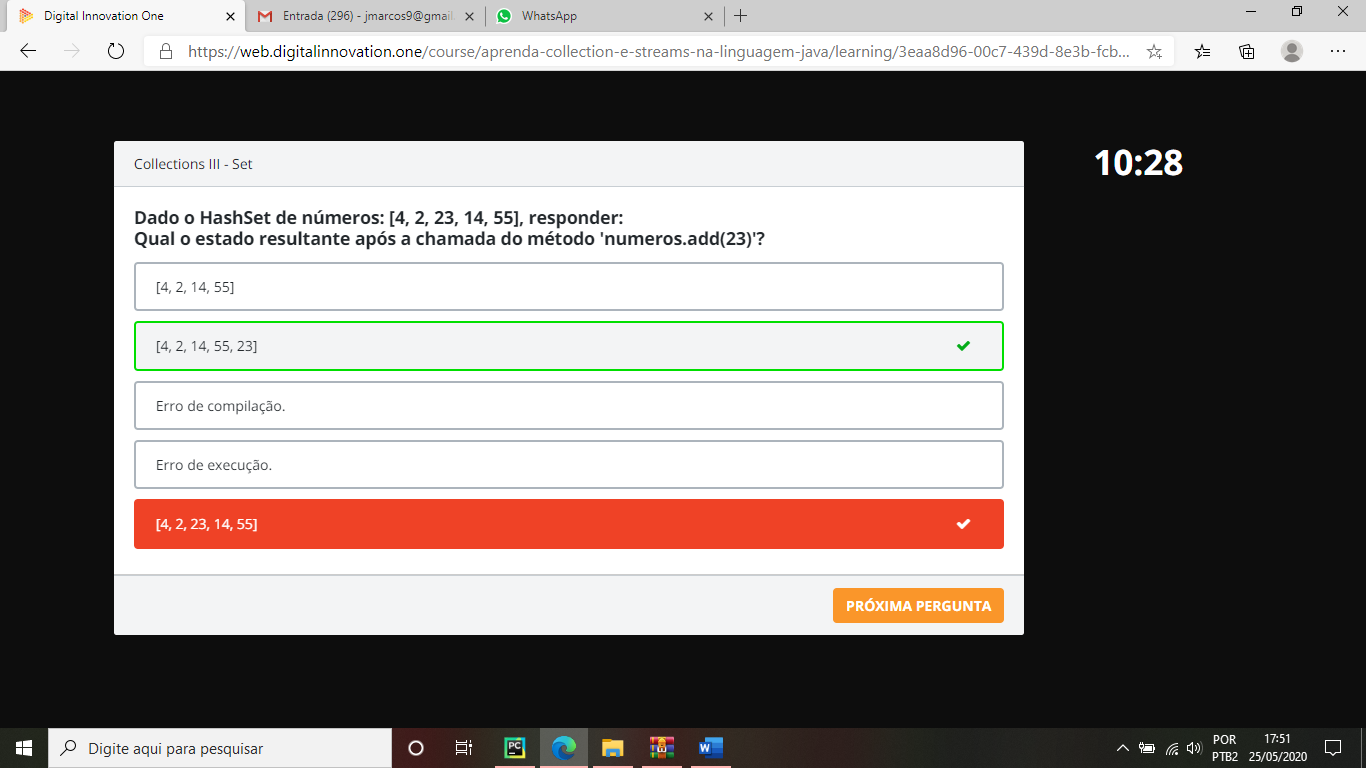 Digital Innovation One
Entrada (296) - jmarcos9@gmail.
WhatsApp
https://web.digitalinnovation.one/course/aprenda-collection-e-streams-na-linguagem-java/learning/3eaa8d96-00c7-439d-8e3b-fcb...
Collections III - Set
10:28
Dado o HashSet de números: [4, 2, 23, 14, 55], responder:
Qual o estado resultante após a chamada do método 'numeros.add(23)'?
[4, 2, 14, 55]
[4, 2, 14, 55, 23]
Erro de compilação.
Erro de execução.
[4, 2, 23, 14, 55]
PRÓXIMA PERGUNTA
Digite aqui para pesquisar
PC
W
POR
PTB2
17:51
25/05/2020